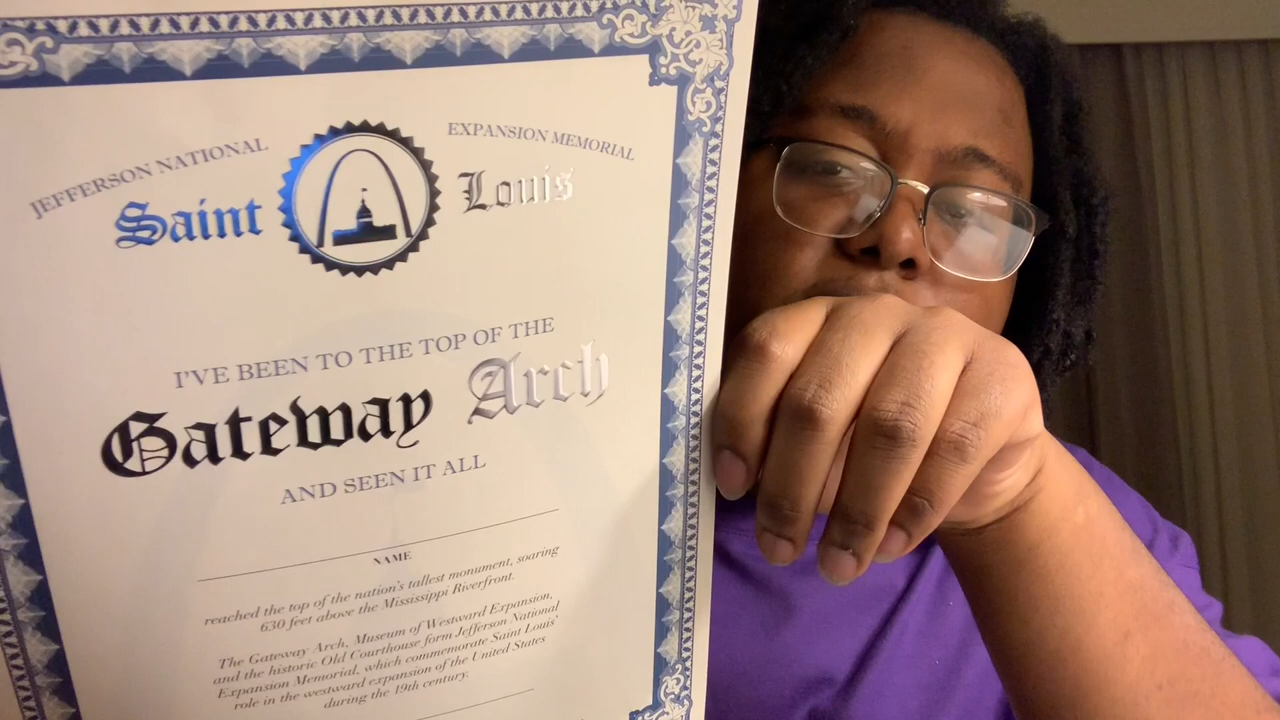 JEFFERSON NATIONAL EXPANSION MEMORIAL
Saint Louis
I'VE BEEN TO THE TOP OF THE
Gateway Arch
AND SEEN IT ALL
NAME
reached the top of the nation's tallest monument, soaring
630 feet above the Mississippi Riverfront.
The Gateway Arch, Museum of Westward Expansion,
and the historic Old Courthouse form Jefferson National
Expansion Memorial, which commemorate Saint Louis'
role in the westward expansion of the United States
during the 19th century.